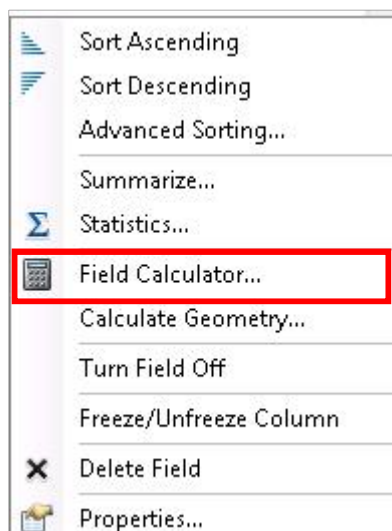 Sort Ascending
Sort Descending
Advanced Sorting...
Summarize...
Statistics...
Field Calculator...
Calculate Geometry...
Turn Field Off
Freeze/Unfreeze Column
Delete Field
Properties...